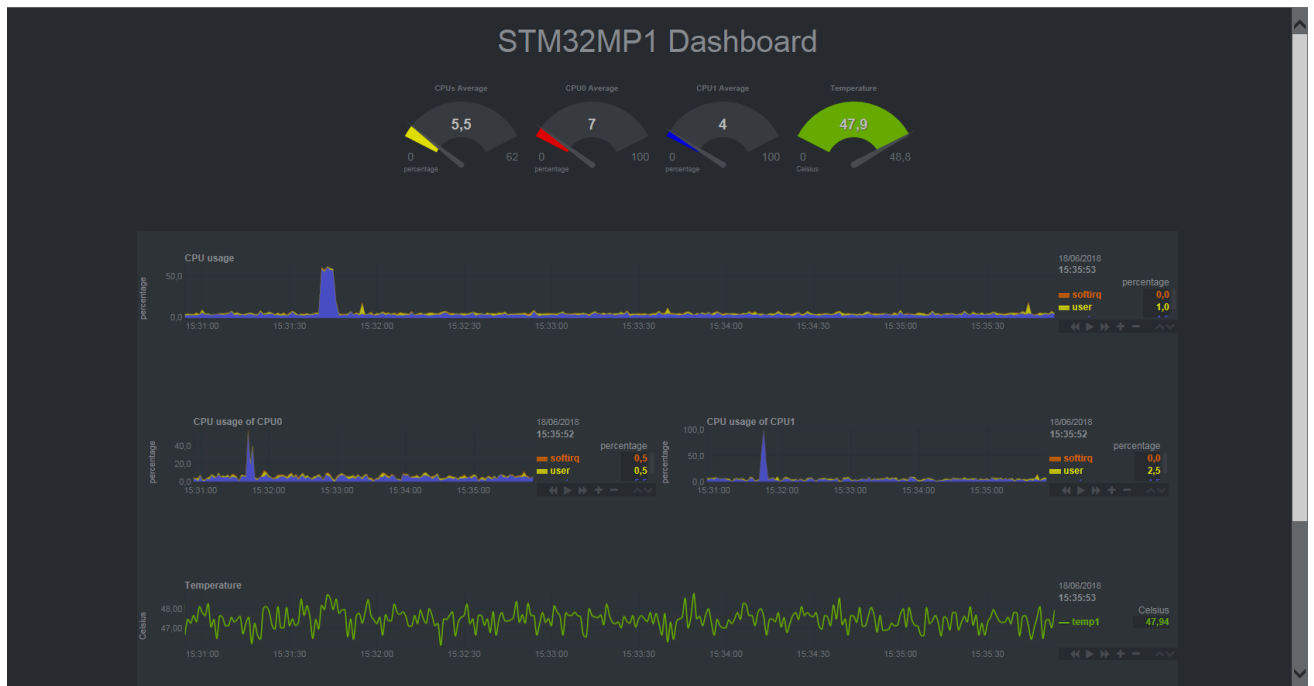 STM32MP1 Dashboard
CPUs Average
5,5
0
62
percentage
CPU0 Average
7
0
100
percentage
CPU1 Average
4
0
100
percentage
Temperature
47,9
0
48,8
Celsius
CPU usage
percentage
50,0
0,0
15:31:00 15:31:30 15:32:00 15:32:30 15:33:00 15:33:30 15:34:00 15:34:30 15:35:00 15:35:30
18/06/2018
15:35:53
percentage
softirq 0,0
user 1,0
CPU usage of CPU0
percentage
40,0
20,0
0,0
15:31:00 15:32:00 15:33:00 15:34:00 15:35:00
18/06/2018
15:35:52
percentage
softirq 0,5
user 0,5
CPU usage of CPU1
percentage
100,0
50,0
0,0
15:31:00 15:32:00 15:33:00 15:34:00 15:35:00
18/06/2018
15:35:52
percentage
softirq 0,0
user 2,5
Temperature
Celsius
48,00
47,00
15:31:00 15:31:30 15:32:00 15:32:30 15:33:00 15:33:30 15:34:00 15:34:30 15:35:00 15:35:30
18/06/2018
15:35:53
Celsius
temp1 47,94